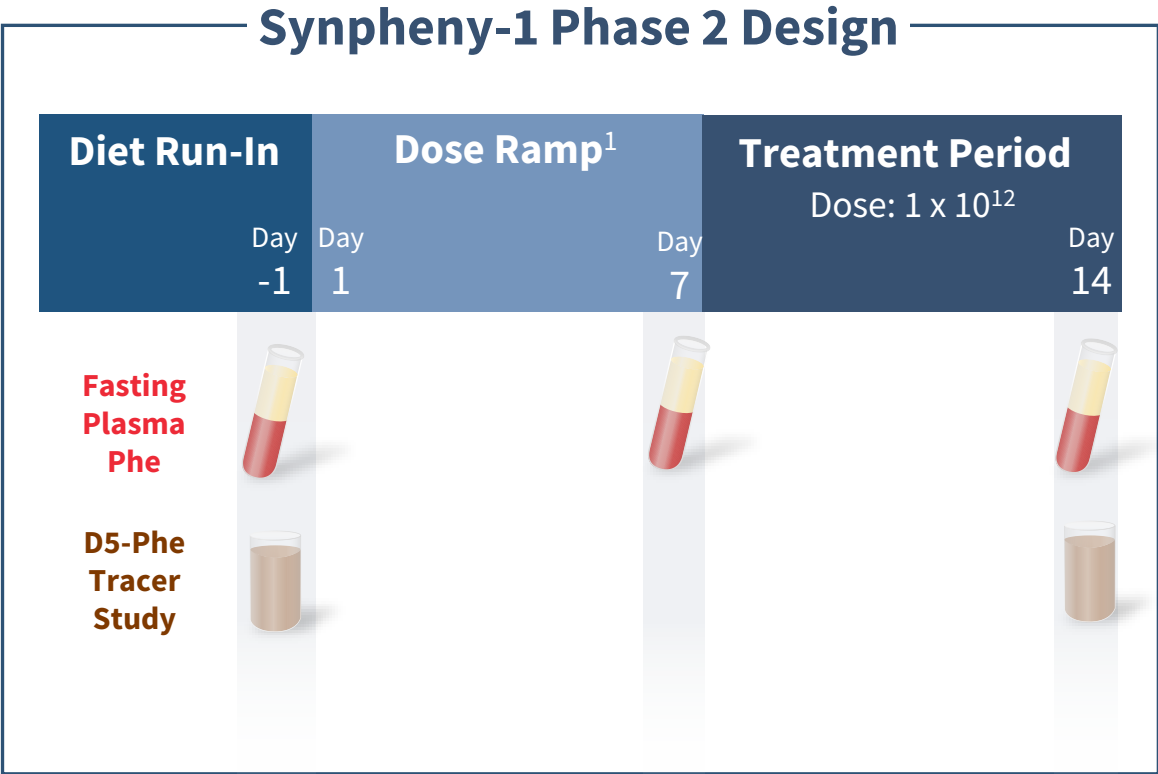 Synpheny-1 Phase 2 Design
Diet Run-In
Day
-1
Dose Ramp¹
Day
1
Day
7
Treatment Period
Dose: 1 x 10¹²
Day
14
Fasting
Plasma
Phe
D5-Phe
Tracer
Study